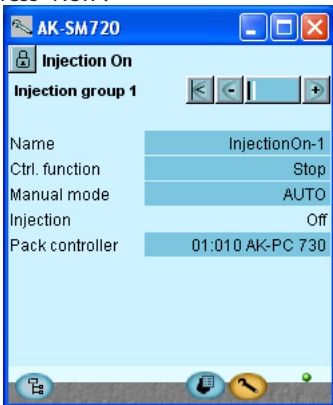 AK-SM720
Injection On
Injection group 1
Name InjectionOn-1
Ctrl. function Stop
Manual mode AUTO
Injection Off
Pack controller 01:010 AK-PC 730